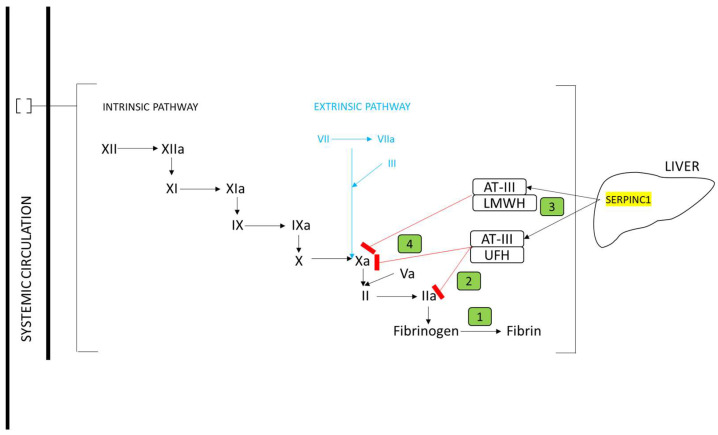 SYSTEMIC CIRCULATION
INTRINSIC PATHWAY
EXTRINSIC PATHWAY
XII
XIIa
VII
VIIa
III
XI
XIa
IX
IXa
X
Xa
Va
II
IIa
Fibrinogen
Fibrin
LIVER
SERPINC1
AT-III
LMWH
3
AT-III
UFH
4
2
1